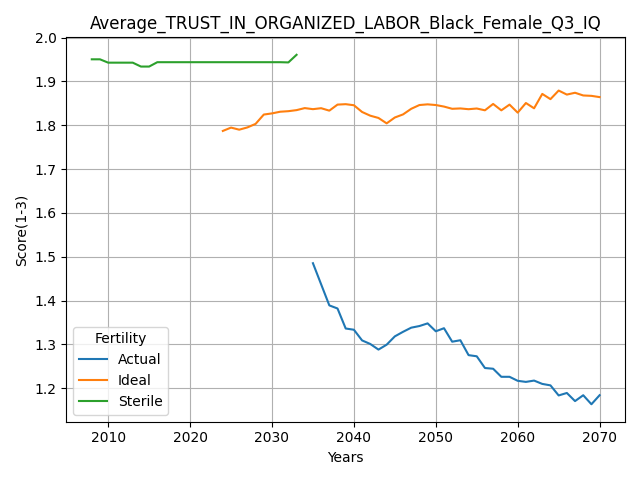 Average_TRUST_IN_ORGANIZED_LABOR_Black_Female_Q3_IQ
Score(1-3)
2.0
1.9
1.8
1.7
1.6
1.5
1.4
1.3
1.2
Fertility
Actual
Ideal
Sterile
2010 2020 2030 2040 2050 2060 2070
Years